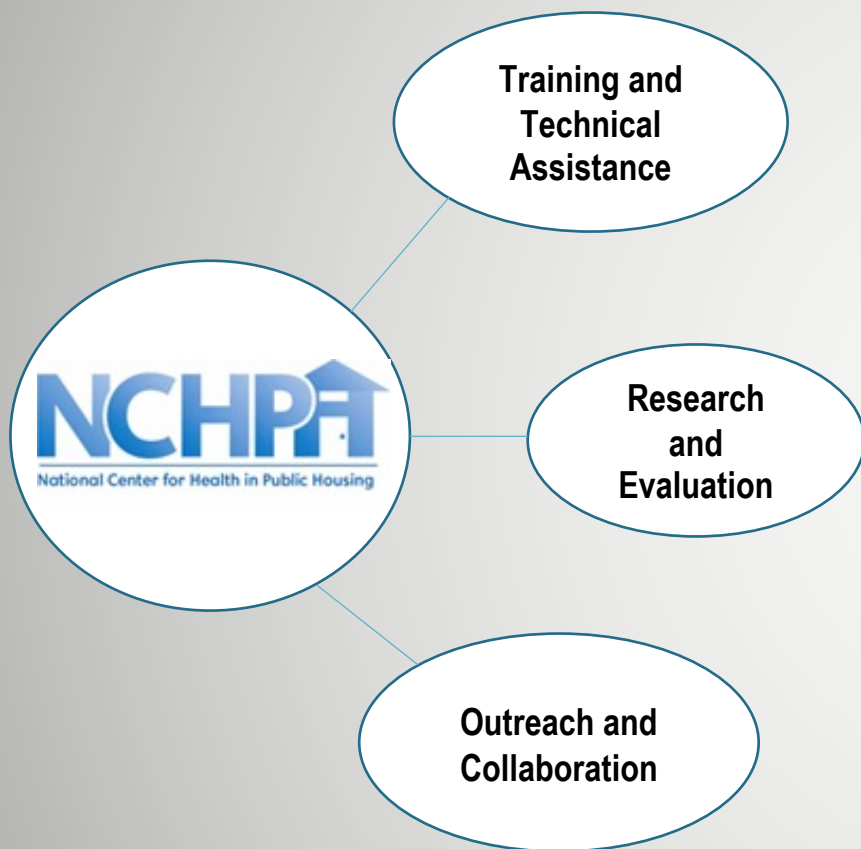 Training and
Technical
Assistance
NCHPH
National Center for Health in Public Housing
Research
and
Evaluation
Outreach and
Collaboration